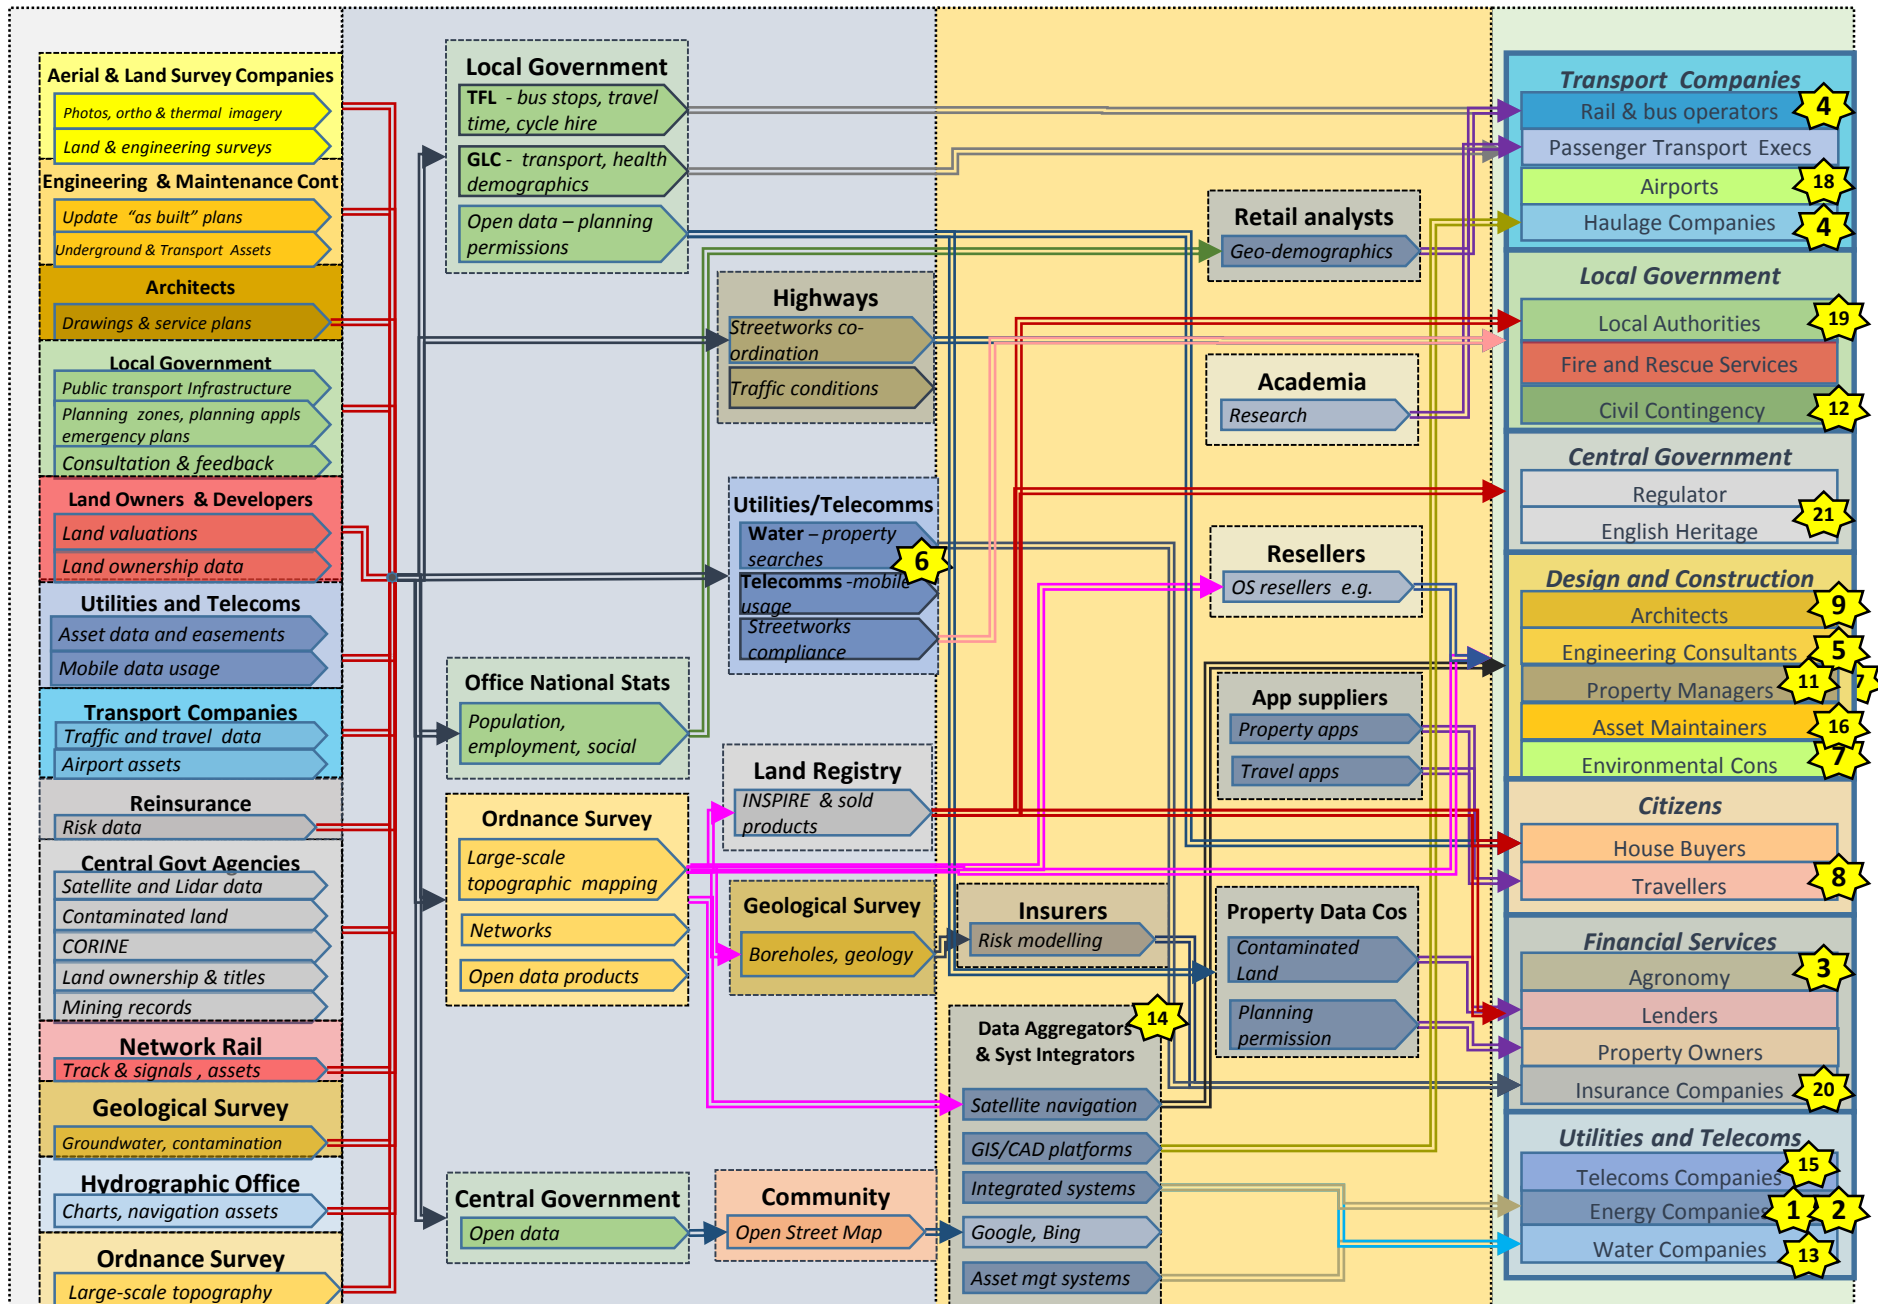 Aerial & Land Survey Companies
Photos, ortho & thermal imagery
Land & engineering surveys
Engineering & Maintenance Cont
Update “as built” plans
Underground & Transport Assets
Architects
Drawings & service plans
Local Government
Public transport Infrastructure
Planning zones, planning appls
emergency plans
Consultation & feedback
Land Owners & Developers
Land valuations
Land ownership data
Utilities and Telecoms
Asset data and easements
Mobile data usage
Transport Companies
Traffic and travel data
Airport assets
Reinsurance
Risk data
Central Govt Agencies
Satellite and Lidar data
Contaminated land
CORINE
Land ownership & titles
Mining records
Network Rail
Track & signals , assets
Geological Survey
Groundwater, contamination
Hydrographic Office
Charts, navigation assets
Ordnance Survey
Large-scale topography
Local Government
TFL - bus stops, travel
time, cycle hire
GLC - transport, health
demographics
Open data – planning
permissions
Highways
Streetworks co-
ordination
Traffic conditions
Utilities/Telecomms
Water – property
searches
6
Telecomms -mobile
usage
Streetworks
compliance
Office National Stats
Population,
employment, social
Land Registry
INSPIRE & sold
products
Ordnance Survey
Large-scale
topographic mapping
Networks
Open data products
Geological Survey
Boreholes, geology
Central Government
Open data
Community
Open Street Map
Retail analysts
Geo-demographics
Academia
Research
Resellers
OS resellers e.g.
App suppliers
Property apps
Travel apps
Insurers
Risk modelling
Property Data Cos
Contaminated
Land
Planning
permission
Data Aggregators
& Syst Integrators
14
Satellite navigation
GIS/CAD platforms
Integrated systems
Google, Bing
Asset mgt systems
Transport Companies
Rail & bus operators 4
Passenger Transport Execs
Airports 18
Haulage Companies 4
Local Government
Local Authorities 19
Fire and Rescue Services
Civil Contingency 12
Central Government
Regulator
English Heritage 21
Design and Construction
Architects 9
Engineering Consultants 5
Property Managers 11 17
Asset Maintainers 16
Environmental Cons 7
Citizens
House Buyers
Travellers 8
Financial Services
Agronomy 3
Lenders
Property Owners
Insurance Companies 20
Utilities and Telecoms
Telecoms Companies 15
Energy Companies 1 2
Water Companies 13